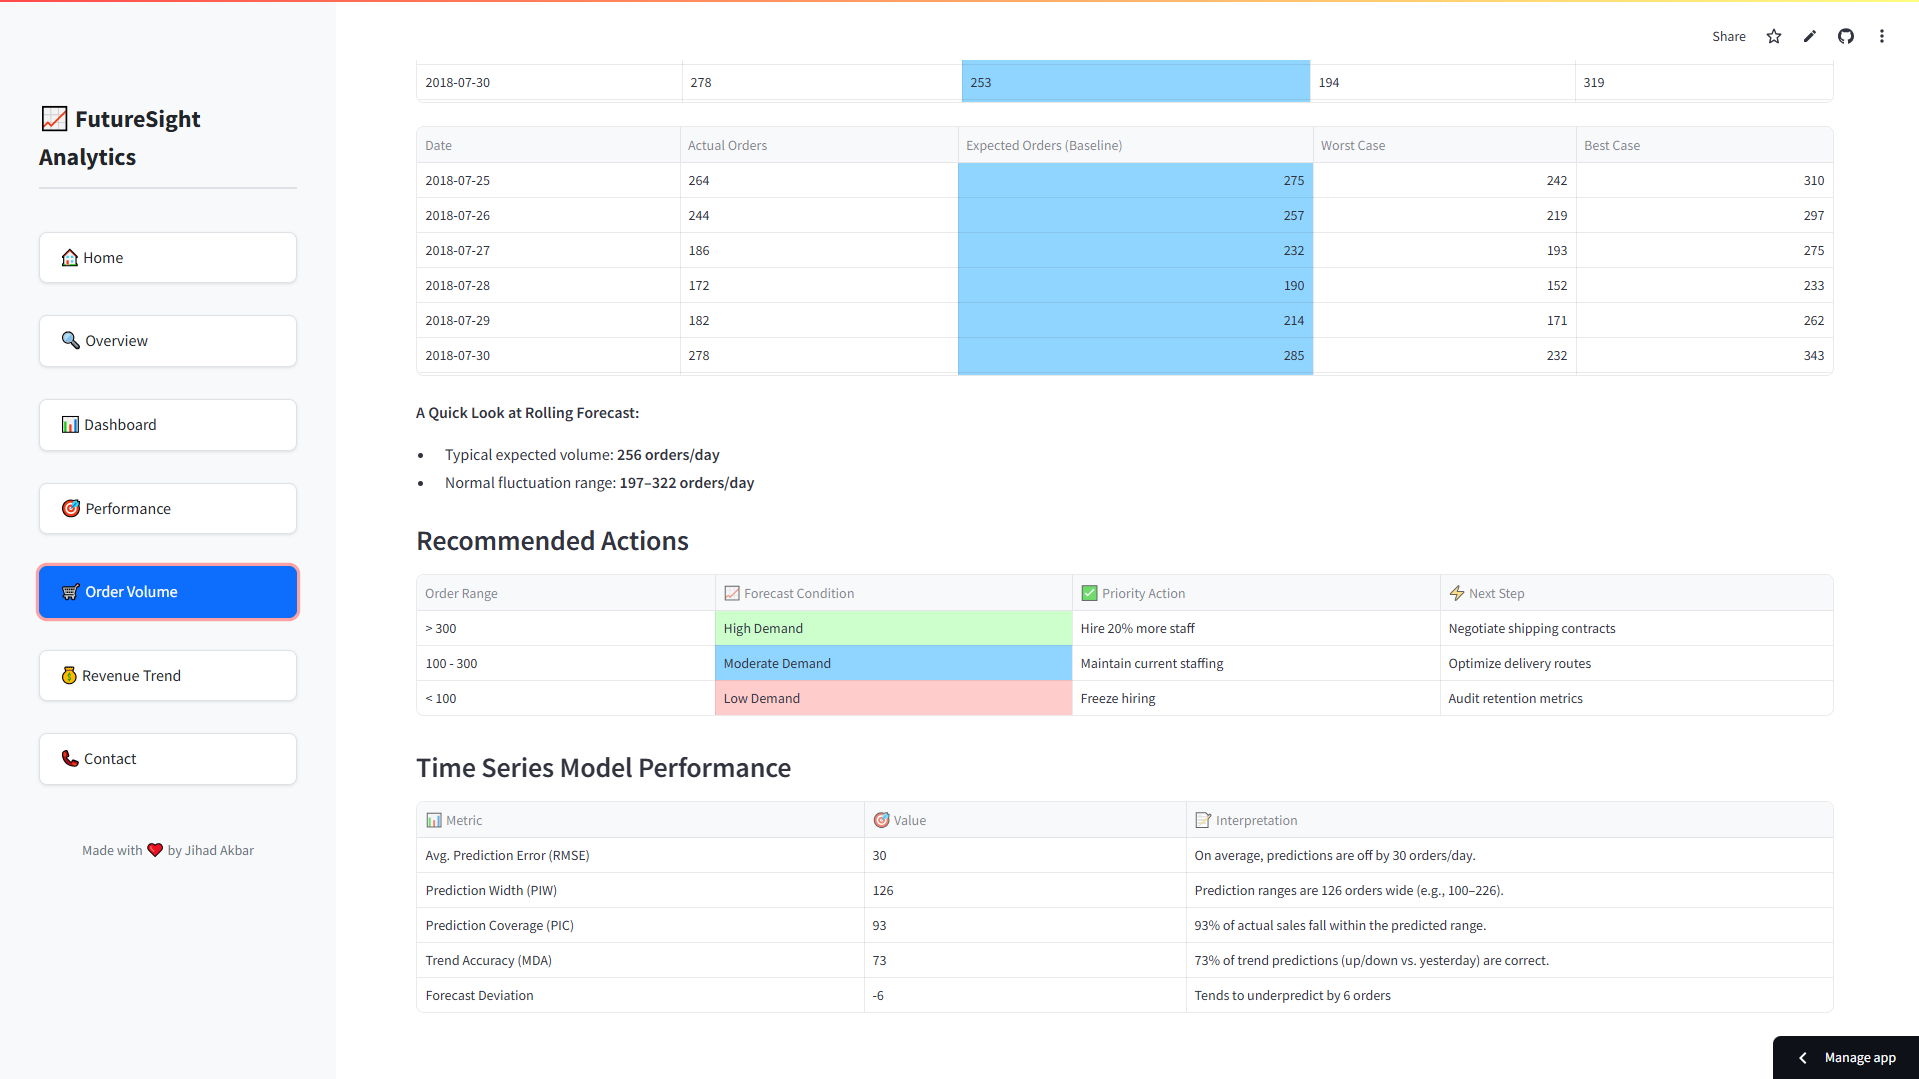 Share
📈 FutureSight
Analytics
🏠 Home
🔍 Overview
📊 Dashboard
🎯 Performance
🛒 Order Volume
💰 Revenue Trend
📞 Contact
Made with ❤️ by Jihad Akbar
2018-07-30 278 253 194 319
Date Actual Orders Expected Orders (Baseline) Worst Case Best Case
2018-07-25 264 275 242 310
2018-07-26 244 257 219 297
2018-07-27 186 232 193 275
2018-07-28 172 190 152 233
2018-07-29 182 214 171 262
2018-07-30 278 285 232 343
A Quick Look at Rolling Forecast:
• Typical expected volume: 256 orders/day
• Normal fluctuation range: 197–322 orders/day
Recommended Actions
Order Range 📈 Forecast Condition ✅ Priority Action ⚡ Next Step
> 300 High Demand Hire 20% more staff Negotiate shipping contracts
100 - 300 Moderate Demand Maintain current staffing Optimize delivery routes
< 100 Low Demand Freeze hiring Audit retention metrics
Time Series Model Performance
📊 Metric 🎯 Value 📝 Interpretation
Avg. Prediction Error (RMSE) 30 On average, predictions are off by 30 orders/day.
Prediction Width (PIW) 126 Prediction ranges are 126 orders wide (e.g., 100–226).
Prediction Coverage (PIC) 93 93% of actual sales fall within the predicted range.
Trend Accuracy (MDA) 73 73% of trend predictions (up/down vs. yesterday) are correct.
Forecast Deviation -6 Tends to underpredict by 6 orders
Manage app